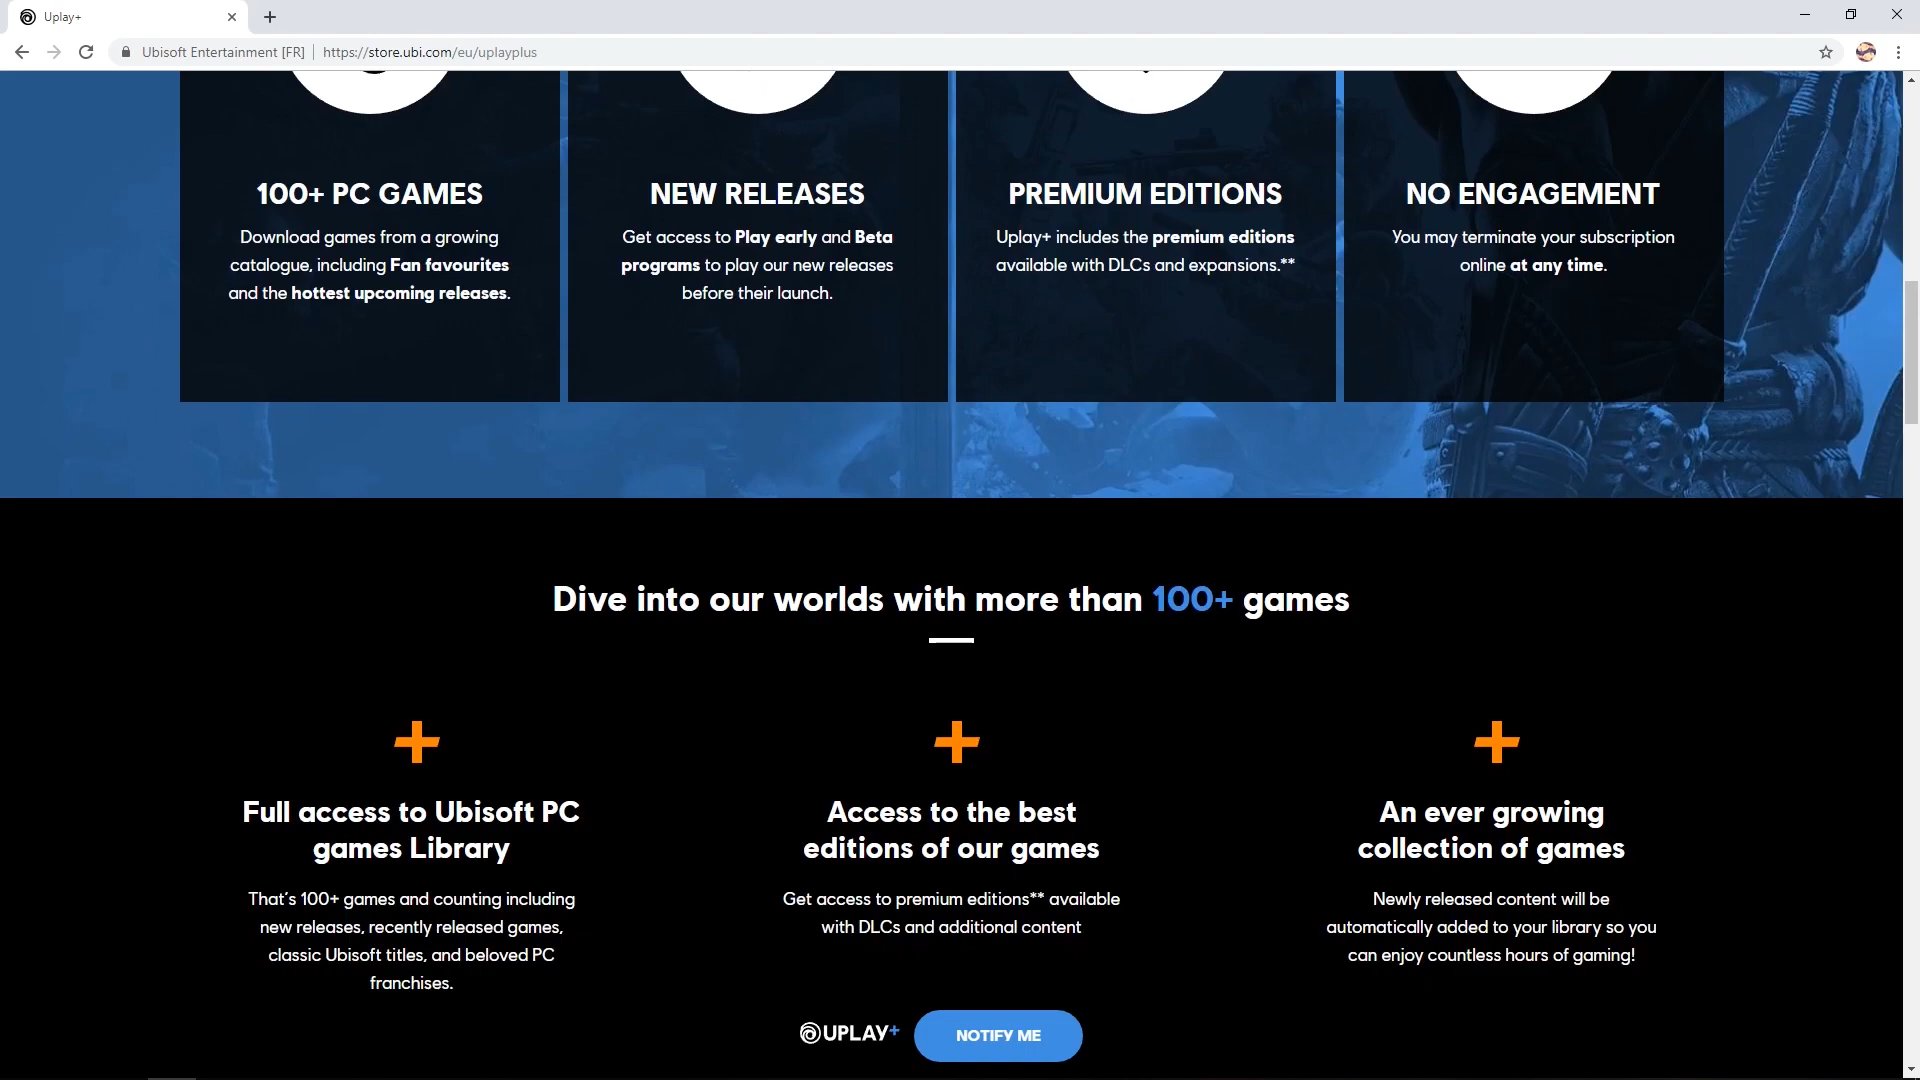 Uplay+
Ubisoft Entertainment [FR]
https://store.ubi.com/eu/uplayplus
100+ PC GAMES
Download games from a growing
catalogue, including Fan favourites
and the hottest upcoming releases.
NEW RELEASES
Get access to Play early and Beta
programs to play our new releases
before their launch.
PREMIUM EDITIONS
Uplay+ includes the premium editions
available with DLCs and expansions.**
NO ENGAGEMENT
You may terminate your subscription
online at any time.
Dive into our worlds with more than 100+ games
Full access to Ubisoft PC
games Library
That's 100+ games and counting including
new releases, recently released games,
classic Ubisoft titles, and beloved PC
franchises.
Access to the best
editions of our games
Get access to premium editions** available
with DLCs and additional content
An ever growing
collection of games
Newly released content will be
automatically added to your library so you
can enjoy countless hours of gaming!
UPLAY+
NOTIFY ME